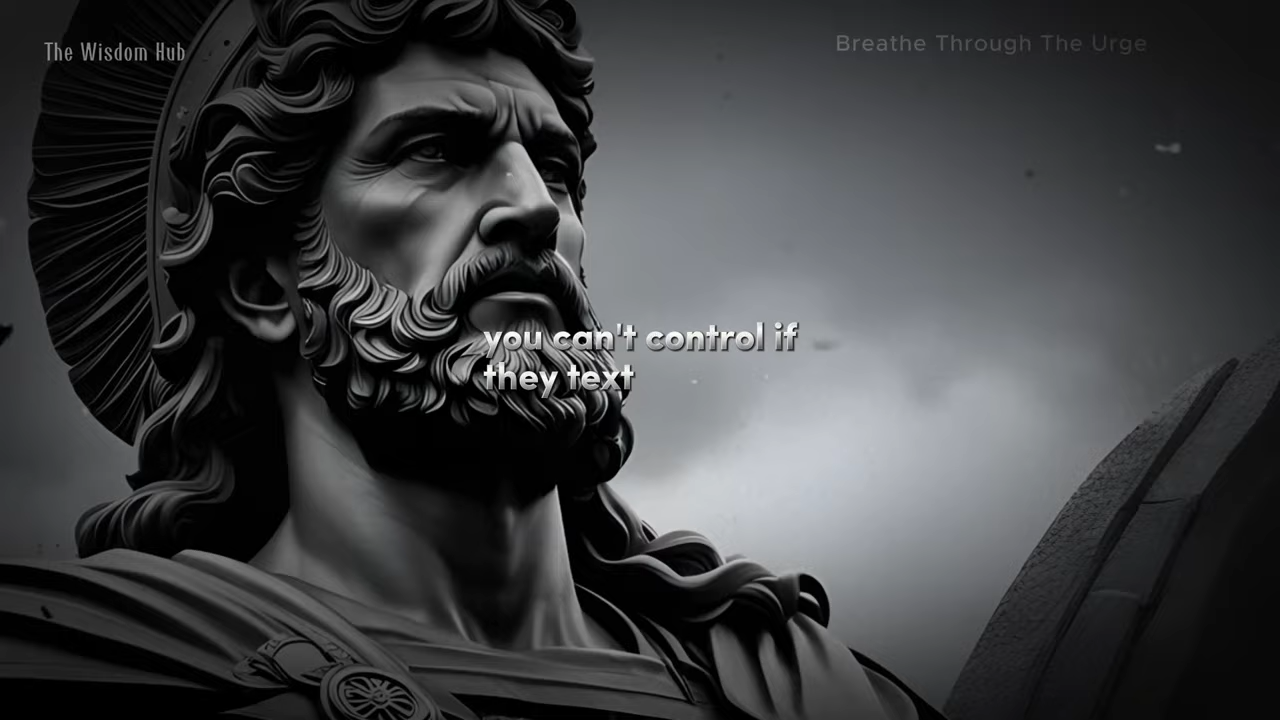 The Wisdom Hub
Breathe Through The Urge
you can't control if
they text